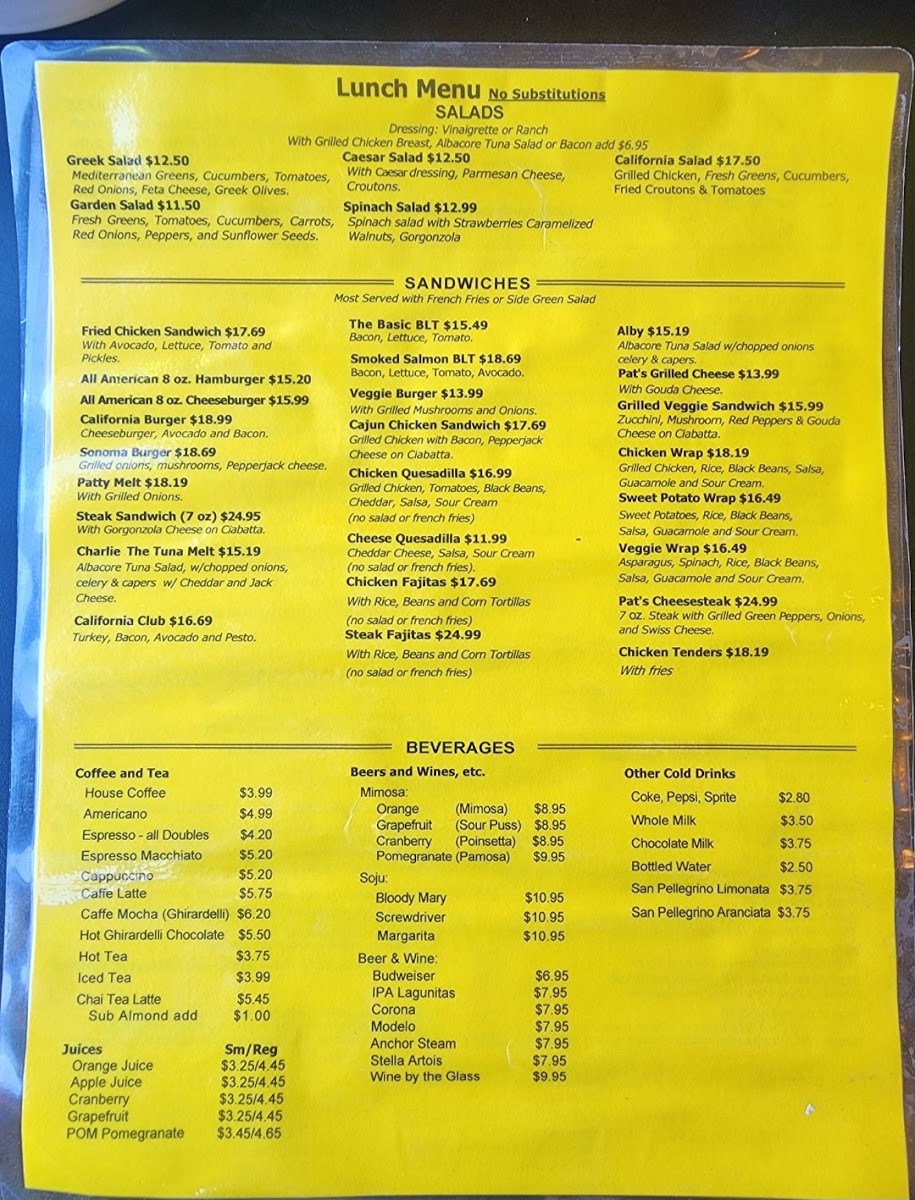 Lunch Menu No Substitutions
SALADS
Dressing: Vinaigrette or Ranch
With Grilled Chicken Breast, Albacore Tuna Salad or Bacon add $6.95
Greek Salad $12.50
Mediterranean Greens, Cucumbers, Tomatoes,
Red Onions, Feta Cheese, Greek Olives.
Garden Salad $11.50
Fresh Greens, Tomatoes, Cucumbers, Carrots,
Red Onions, Peppers, and Sunflower Seeds.
Caesar Salad $12.50
With Caesar dressing, Parmesan Cheese,
Croutons.
Spinach Salad $12.99
Spinach salad with Strawberries Caramelized
Walnuts, Gorgonzola
California Salad $17.50
Grilled Chicken, Fresh Greens, Cucumbers,
Fried Croutons & Tomatoes
SANDWICHES
Most Served with French Fries or Side Green Salad
Fried Chicken Sandwich $17.69
With Avocado, Lettuce, Tomato and
Pickles.
All American 8 oz. Hamburger $15.20
All American 8 oz. Cheeseburger $15.99
California Burger $18.99
Cheeseburger, Avocado and Bacon.
Sonoma Burger $18.69
Grilled onions, mushrooms, Pepperjack cheese.
Patty Melt $18.19
With Grilled Onions.
Steak Sandwich (7 oz) $24.95
With Gorgonzola Cheese on Ciabatta.
Charlie The Tuna Melt $15.19
Albacore Tuna Salad, w/chopped onions,
celery & capers w/ Cheddar and Jack
Cheese.
California Club $16.69
Turkey, Bacon, Avocado and Pesto.
The Basic BLT $15.49
Bacon, Lettuce, Tomato.
Smoked Salmon BLT $18.69
Bacon, Lettuce, Tomato, Avocado.
Veggie Burger $13.99
With Grilled Mushrooms and Onions.
Cajun Chicken Sandwich $17.69
Grilled Chicken with Bacon, Pepperjack
Cheese on Ciabatta.
Chicken Quesadilla $16.99
Grilled Chicken, Tomatoes, Black Beans,
Cheddar, Salsa, Sour Cream
(no salad or french fries)
Cheese Quesadilla $11.99
Cheddar Cheese, Salsa, Sour Cream
(no salad or french fries).
Chicken Fajitas $17.69
With Rice, Beans and Corn Tortillas
(no salad or french fries)
Steak Fajitas $24.99
With Rice, Beans and Corn Tortillas
(no salad or french fries)
Alby $15.19
Albacore Tuna Salad w/chopped onions
celery & capers.
Pat's Grilled Cheese $13.99
With Gouda Cheese.
Grilled Veggie Sandwich $15.99
Zucchini, Mushroom, Red Peppers & Gouda
Cheese on Ciabatta.
Chicken Wrap $18.19
Grilled Chicken, Rice, Black Beans, Salsa,
Guacamole and Sour Cream.
Sweet Potato Wrap $16.49
Sweet Potatoes, Rice, Black Beans,
Salsa, Guacamole and Sour Cream.
Veggie Wrap $16.49
Asparagus, Spinach, Rice, Black Beans,
Salsa, Guacamole and Sour Cream.
Pat's Cheesesteak $24.99
7 oz. Steak with Grilled Green Peppers, Onions,
and Swiss Cheese.
Chicken Tenders $18.19
With fries
BEVERAGES
Coffee and Tea
House Coffee $3.99
Americano $4.99
Espresso - all Doubles $4.20
Espresso Macchiato $5.20
Cappuccino $5.20
Caffe Latte $5.75
Caffe Mocha (Ghirardelli) $6.20
Hot Ghirardelli Chocolate $5.50
Hot Tea $3.75
Iced Tea $3.99
Chai Tea Latte $5.45
Sub Almond add $1.00
Juices Sm/Reg
Orange Juice $3.25/4.45
Apple Juice $3.25/4.45
Cranberry $3.25/4.45
Grapefruit $3.25/4.45
POM Pomegranate $3.45/4.65
Beers and Wines, etc.
Mimosa:
Orange (Mimosa) $8.95
Grapefruit (Sour Puss) $8.95
Cranberry (Poinsetta) $8.95
Pomegranate (Pamosa) $9.95
Soju:
Bloody Mary $10.95
Screwdriver $10.95
Margarita $10.95
Beer & Wine:
Budweiser $6.95
IPA Lagunitas $7.95
Corona $7.95
Modelo $7.95
Anchor Steam $7.95
Stella Artois $7.95
Wine by the Glass $9.95
Other Cold Drinks
Coke, Pepsi, Sprite $2.80
Whole Milk $3.50
Chocolate Milk $3.75
Bottled Water $2.50
San Pellegrino Limonata $3.75
San Pellegrino Aranciata $3.75